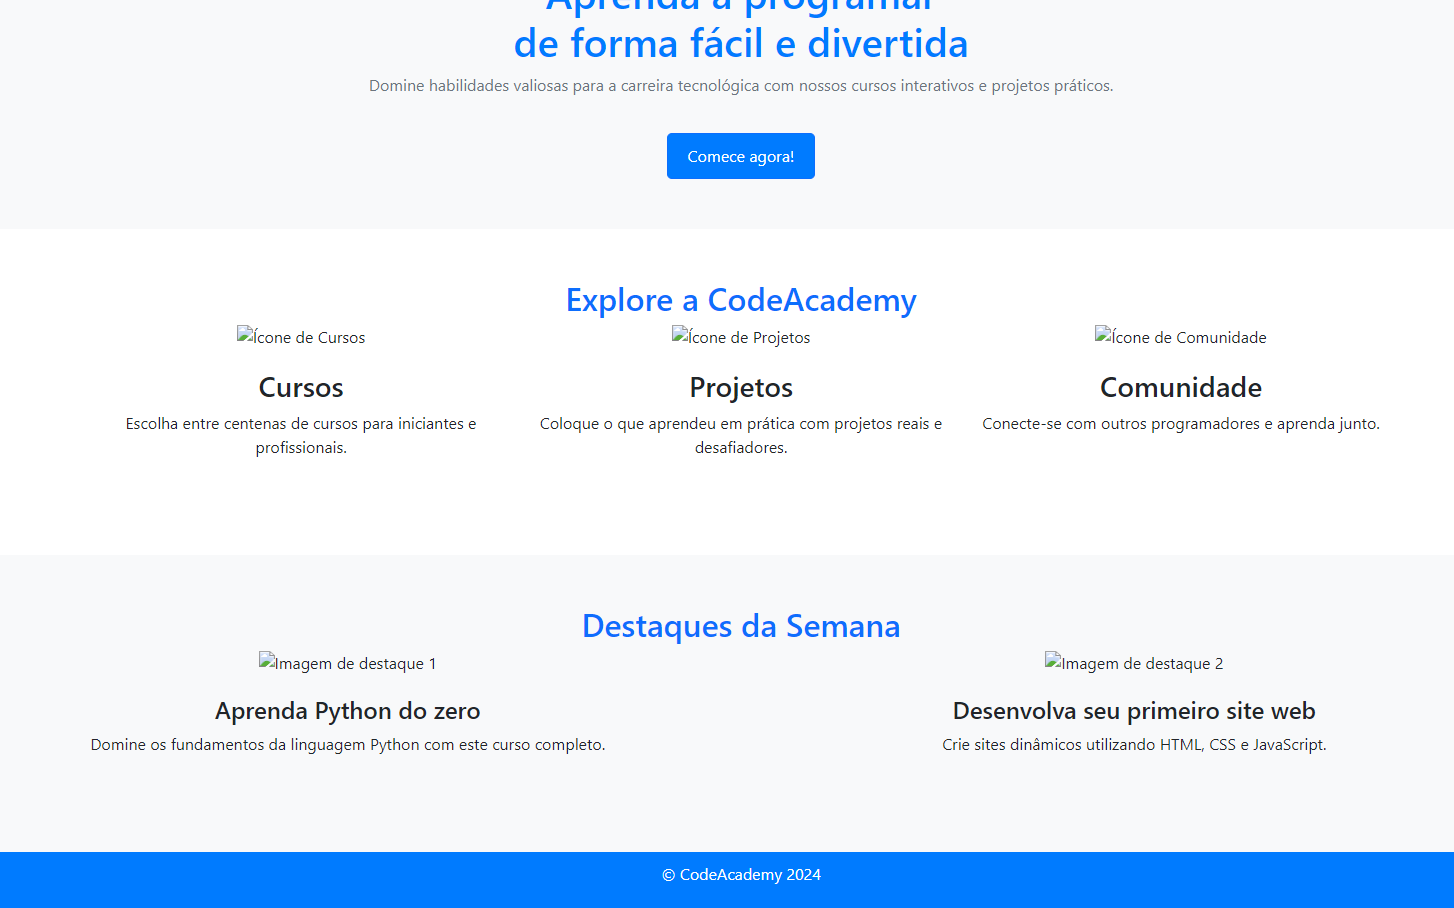 Aprenda a programar
de forma fácil e divertida
Domine habilidades valiosas para a carreira tecnológica com nossos cursos interativos e projetos práticos.
Comece agora!
Explore a CodeAcademy
Ícone de Cursos
Ícone de Projetos
Ícone de Comunidade
Cursos
Projetos
Comunidade
Escolha entre centenas de cursos para iniciantes e
profissionais.
Coloque o que aprendeu em prática com projetos reais e
desafiadores.
Conecte-se com outros programadores e aprenda junto.
Destaques da Semana
Imagem de destaque 1
Imagem de destaque 2
Aprenda Python do zero
Desenvolva seu primeiro site web
Domine os fundamentos da linguagem Python com este curso completo.
Crie sites dinâmicos utilizando HTML, CSS e JavaScript.
© CodeAcademy 2024